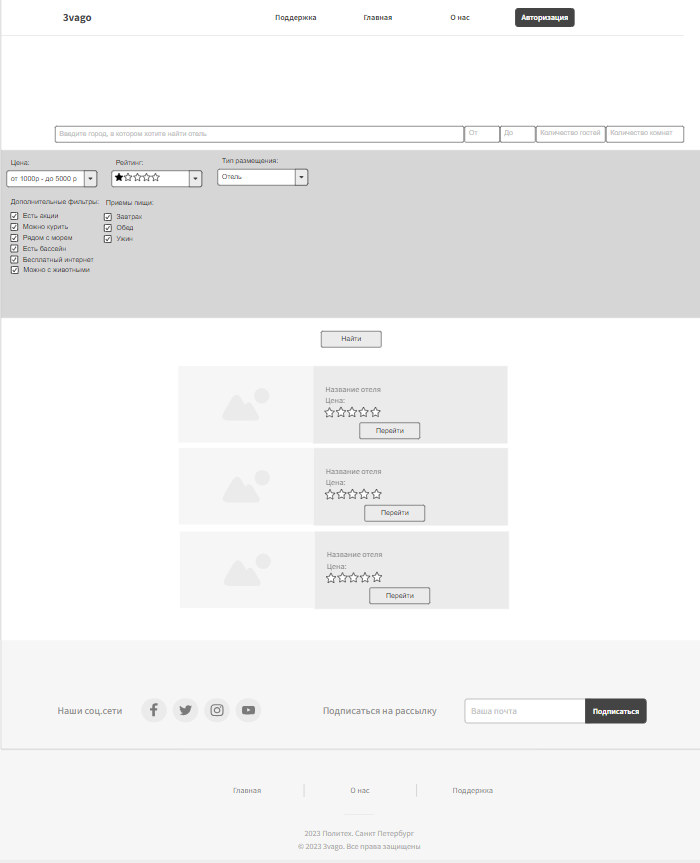 3vago
Поддержка
Главная
О нас
Авторизация
Введите город, в котором хотите найти отель
От
До
Количество гостей
Количество комнат
Цена:
Рейтинг:
Тип размещения:
от 1000р - до 5000 р
Отель
Дополнительные фильтры:
Приемы пищи:
Есть акции
Завтрак
Можно курить
Обед
Рядом с морем
Ужин
Есть бассейн
Бесплатный интернет
Можно с животными
Найти
Название отеля
Цена:
Перейти
Название отеля
Цена:
Перейти
Название отеля
Цена:
Перейти
Наши соц.сети
Подписаться на рассылку
Ваша почта
Подписаться
Главная
О нас
Поддержка
2023 Политех. Санкт Петербург
© 2023 3vago. Все права защищены